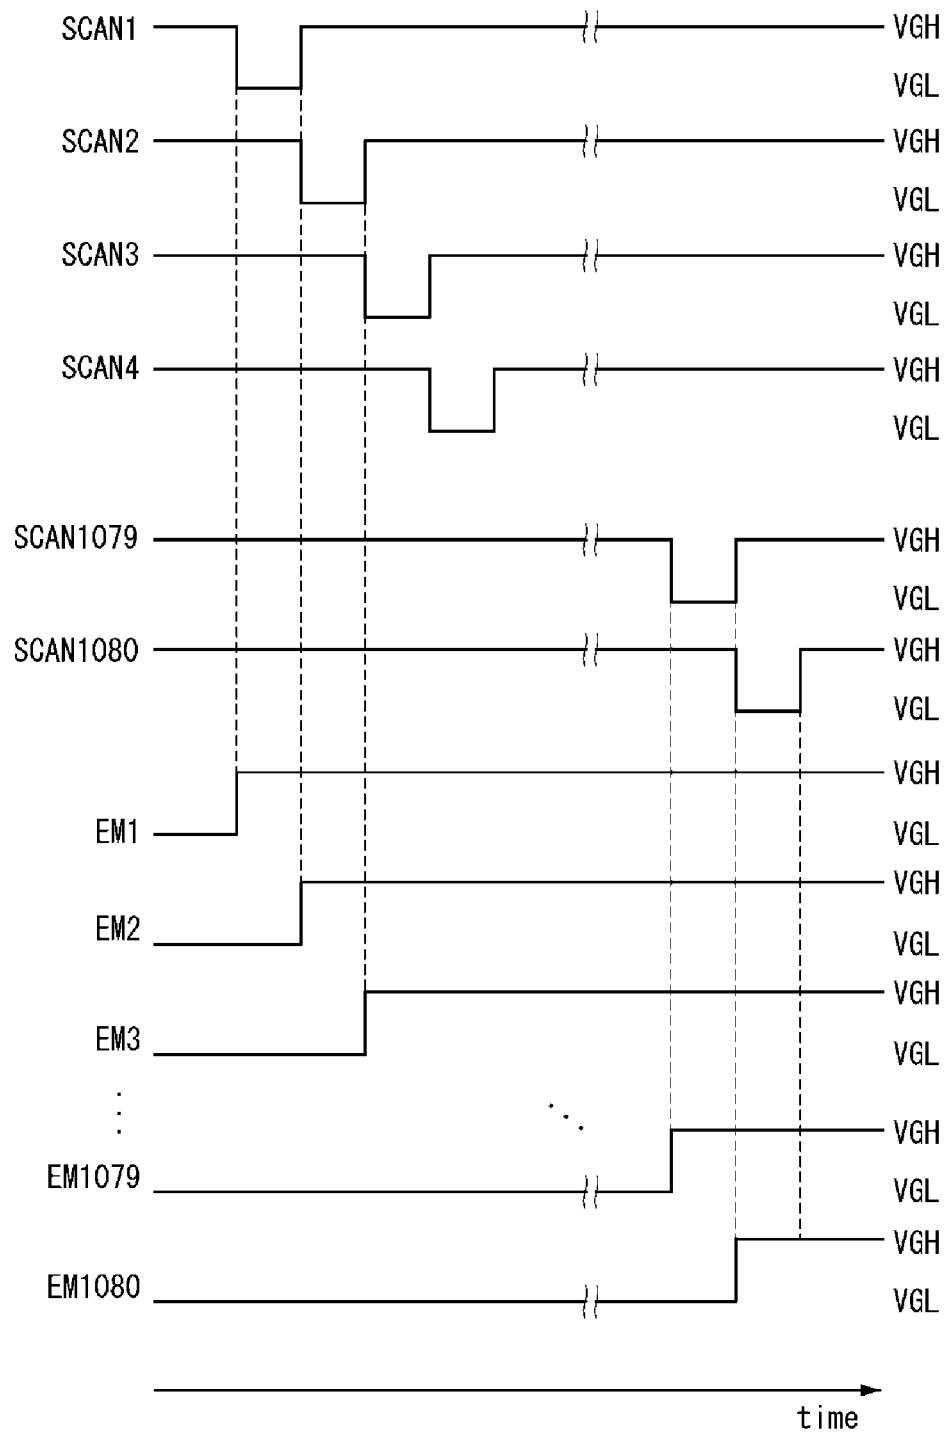 SCAN1 VGH
VGL
SCAN2 VGH
VGL
SCAN3 VGH
VGL
SCAN4 VGH
VGL
SCAN1079 VGH
VGL
SCAN1080 VGH
VGL
VGH
EM1 VGL
VGH
EM2 VGL
VGH
EM3 VGL
VGH
EM1079 VGL
VGH
EM1080 VGL
time